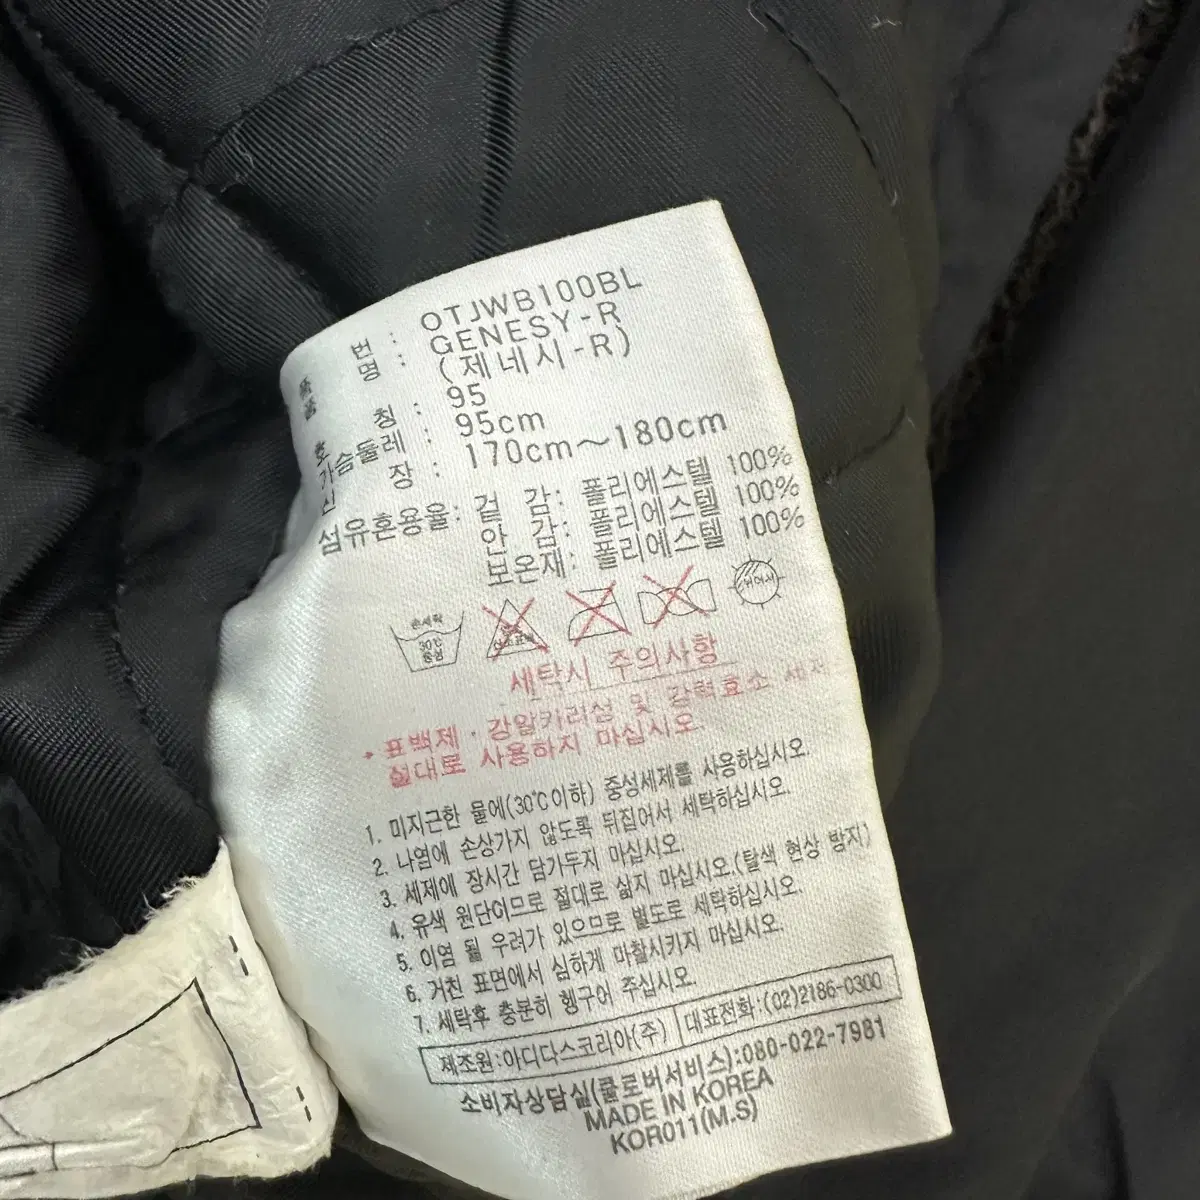 품 번 : OTJWB100BL
품 명 : GENESY-R
(제네시-R)
호 칭 : 95
가슴둘레 : 95cm
신 장 : 170cm~180cm
섬유혼용율: 겉 감: 폴리에스텔 100%
안 감: 폴리에스텔 100%
보온재: 폴리에스텔 100%
손세탁
30℃
중성
세탁시 주의사항
표백제·강알카리성 및 강력효소 세제
절대로 사용하지 마십시오.
1. 미지근한 물에(30℃이하) 중성세제를 사용하십시오.
2. 나염에 손상가지 않도록 뒤집어서 세탁하십시오.
3. 세제에 장시간 담가두지 마십시오.
4. 유색 원단이므로 절대로 삶지 마십시오.(탈색 현상 방지)
5. 이염 될 우려가 있으므로 별도로 세탁하십시오.
6. 거친 표면에서 심하게 마찰시키지 마십시오.
7. 세탁후 충분히 헹구어 주십시오.
제조원:아디다스코리아(주) 대표전화:(02)2186-0300
소비자상담실(클로버서비스):080-022-7981
MADE IN KOREA
KOR011(M.S)